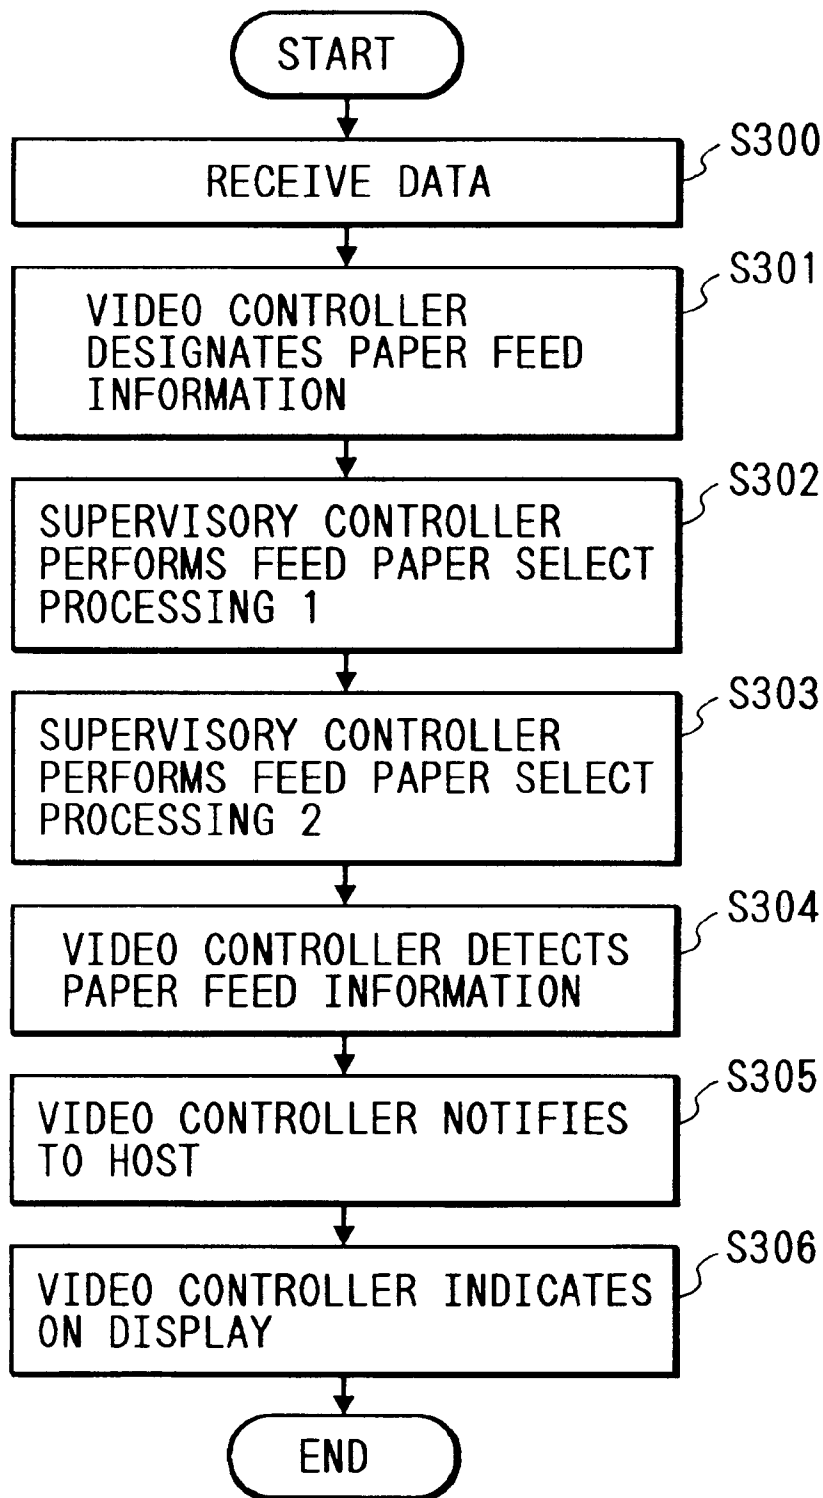 START
S300
RECEIVE DATA
S301
VIDEO CONTROLLER
DESIGNATES PAPER FEED
INFORMATION
S302
SUPERVISORY CONTROLLER
PERFORMS FEED PAPER SELECT
PROCESSING 1
S303
SUPERVISORY CONTROLLER
PERFORMS FEED PAPER SELECT
PROCESSING 2
S304
VIDEO CONTROLLER DETECTS
PAPER FEED INFORMATION
S305
VIDEO CONTROLLER NOTIFIES
TO HOST
S306
VIDEO CONTROLLER INDICATES
ON DISPLAY
END